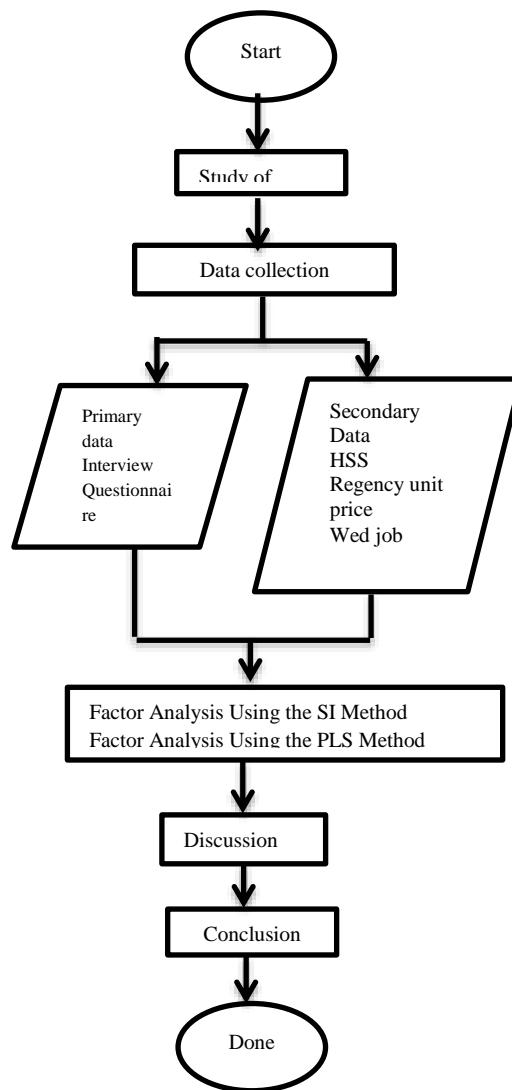 Start
Study of
Data collection
Primary
data
Interview
Questionnai
re
Secondary
Data
HSS
Regency unit
price
Wed job
Factor Analysis Using the SI Method
Factor Analysis Using the PLS Method
Discussion
Conclusion
Done